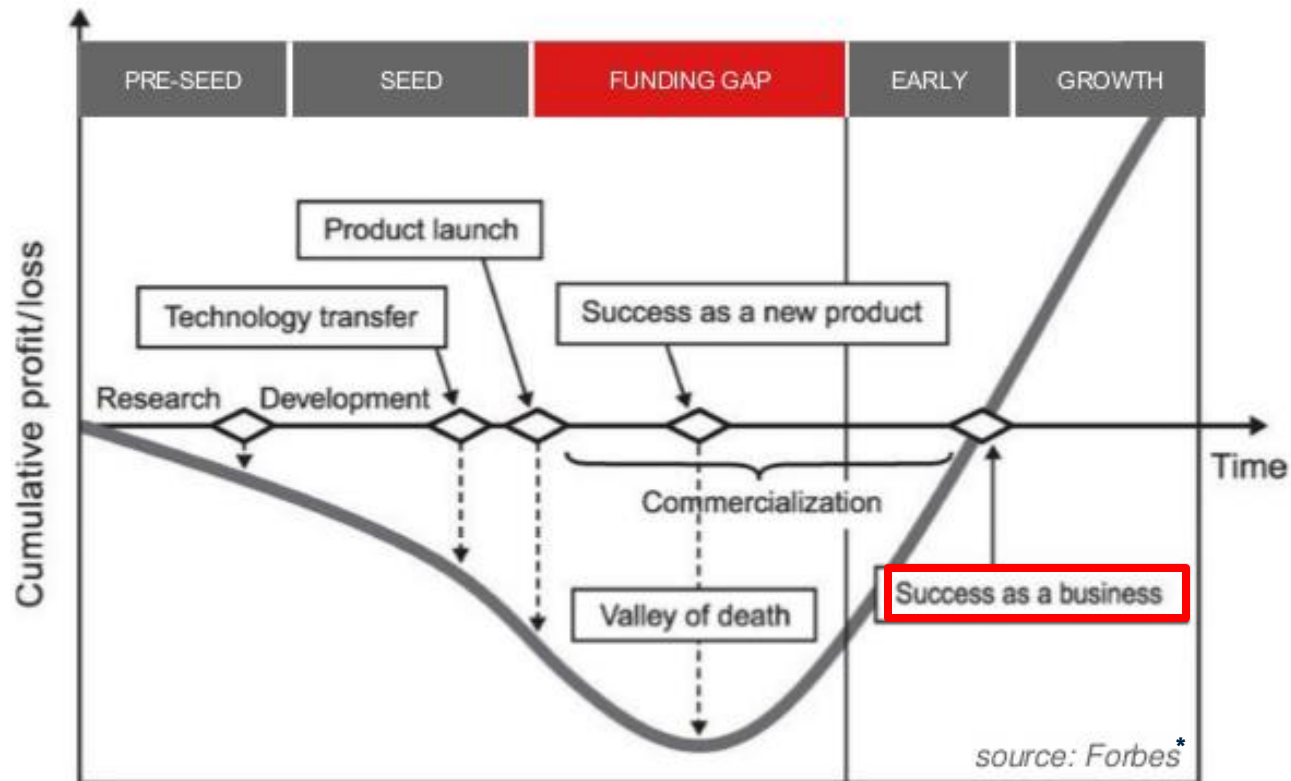 PRE-SEED
SEED
FUNDING GAP
EARLY
GROWTH
Product launch
Technology transfer
Success as a new product
Research
Development
Time
Commercialization
Cumulative profit/loss
Valley of death
Success as a business
source: Forbes*